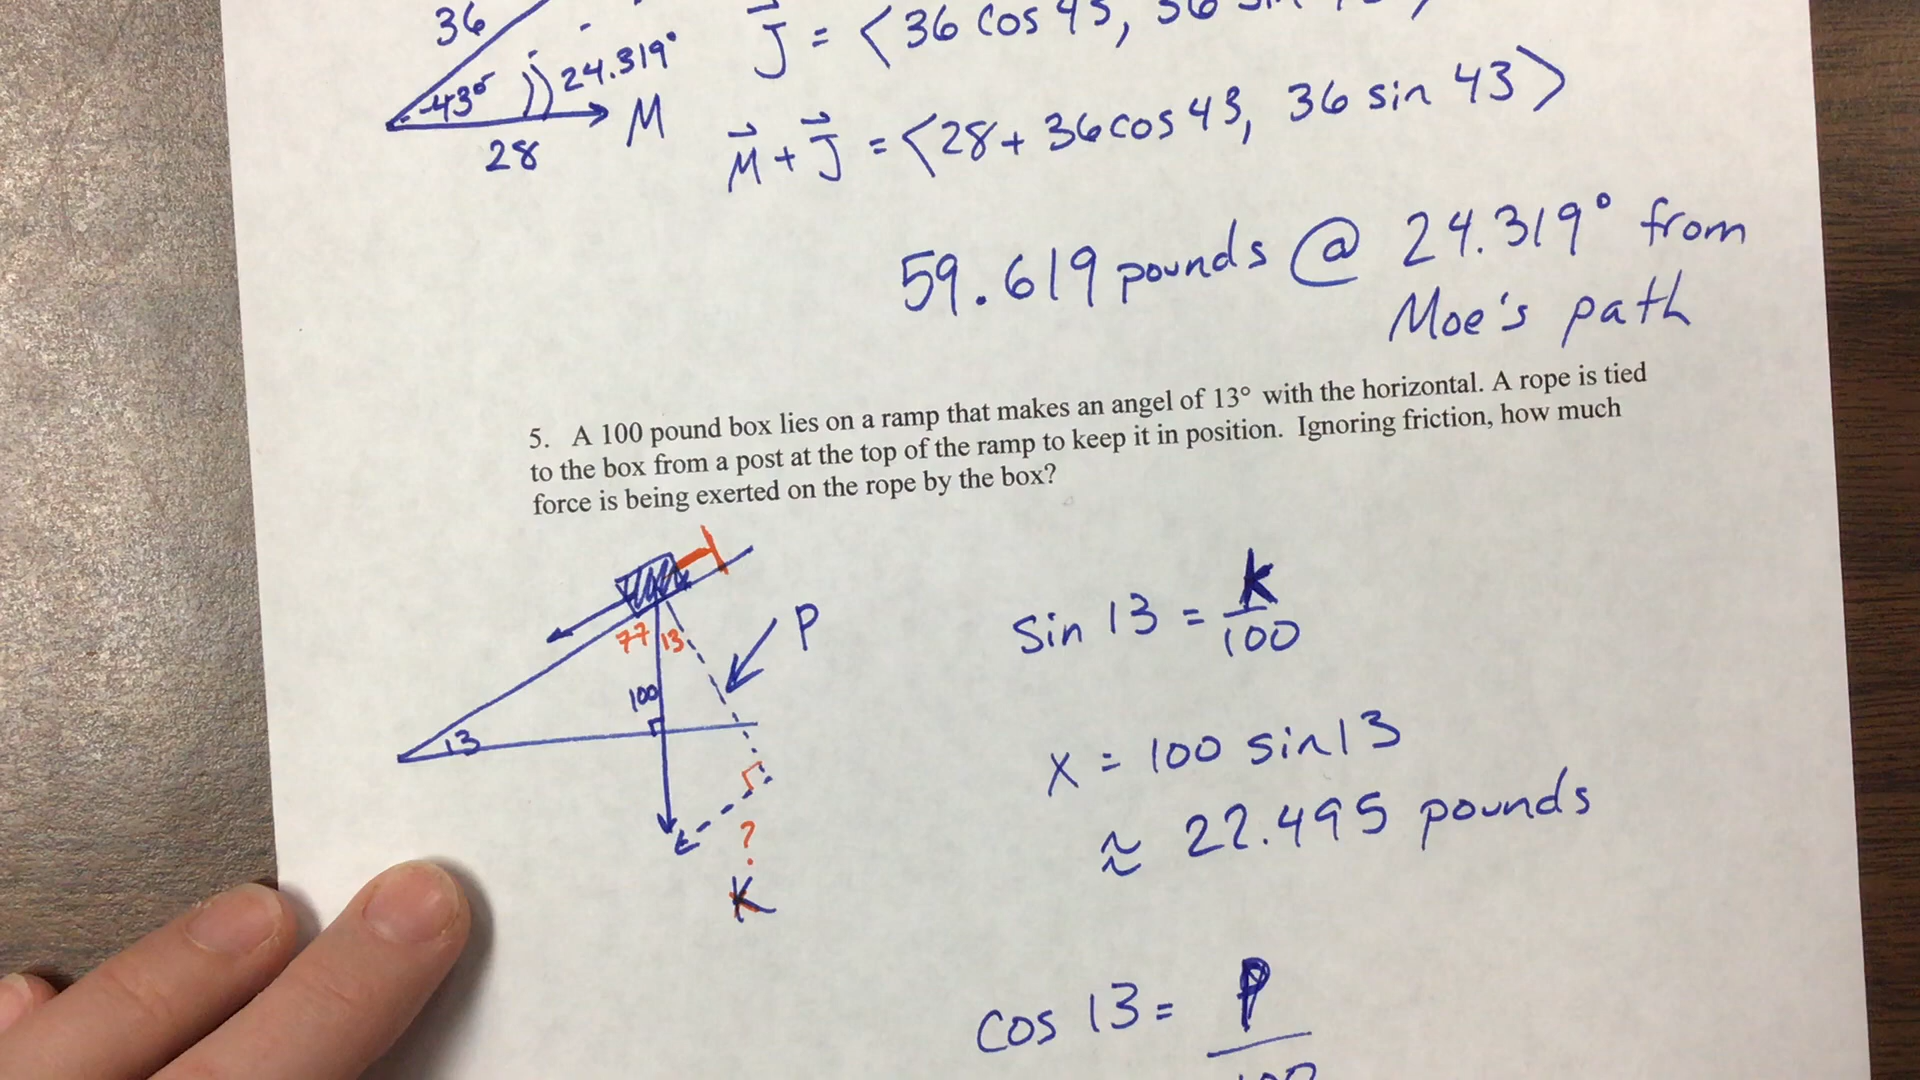 36
J = ⟨36 cos 43, 36 sin
43° 24.319°
M
28
M + J = ⟨28 + 36 cos 43, 36 sin 43⟩
59.619 pounds @ 24.319° from
Moe's path
5. A 100 pound box lies on a ramp that makes an angel of 13° with the horizontal. A rope is tied
to the box from a post at the top of the ramp to keep it in position. Ignoring friction, how much
force is being exerted on the rope by the box?
77 13
P
100
13
?
K
sin 13 = k/100
x = 100 sin 13
≈ 22.495 pounds
cos 13 = P/100